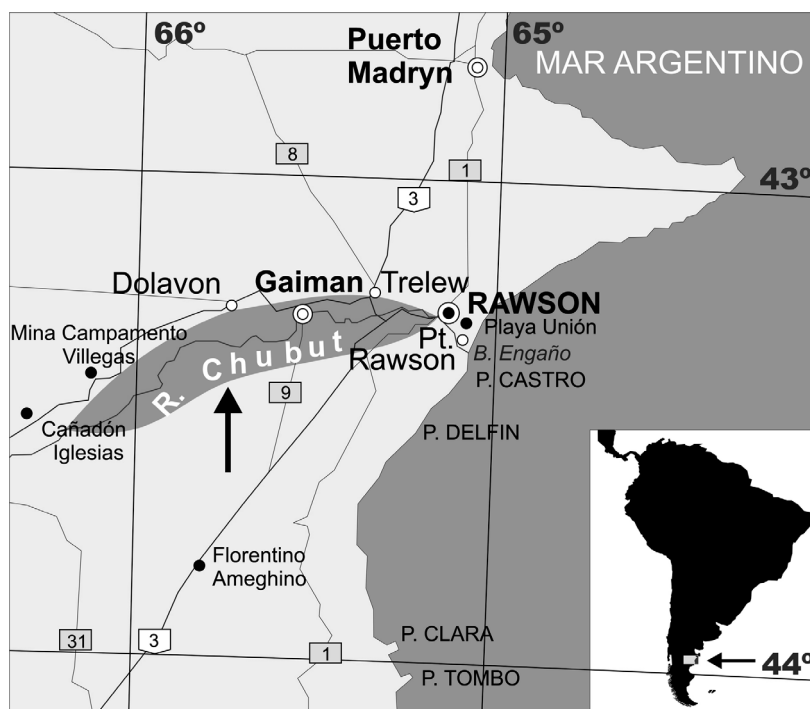 66º
65º
Puerto
Madryn
MAR ARGENTINO
8
1
43º
3
Dolavon
Gaiman
Trelew
RAWSON
Playa Unión
Mina Campamento
Villegas
Pt.
Rawson
B. Engaño
P. CASTRO
R. Chubut
9
Cañadón
Iglesias
P. DELFIN
Florentino
Ameghino
31
3
1
P. CLARA
P. TOMBO
44º